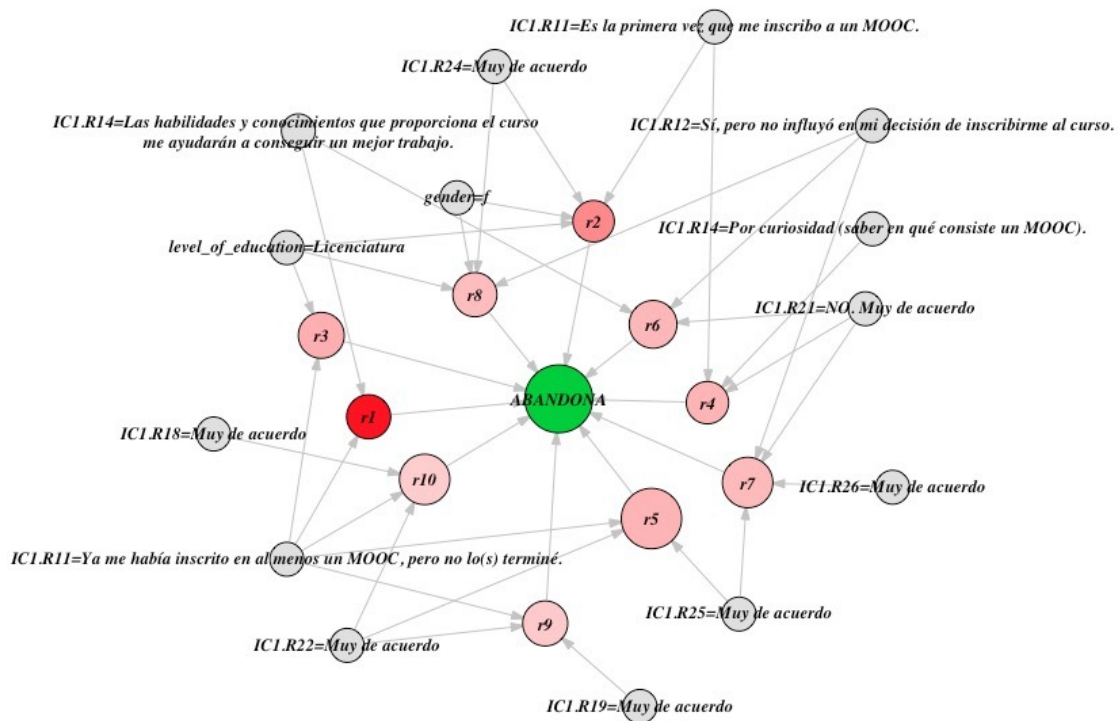 IC1.R11=Es la primera vez que me inscribo a un MOOC.
IC1.R24=Muy de acuerdo
IC1.R14=Las habilidades y conocimientos que proporciona el curso
me ayudarán a conseguir un mejor trabajo.
IC1.R12=Sí, pero no influyó en mi decisión de inscribirme al curso.
gender=f
r2
IC1.R14=Por curiosidad (saber en qué consiste un MOOC).
level_of_education=Licenciatura
r8
IC1.R21=NO. Muy de acuerdo
r6
r3
ABANDONA
r4
r1
IC1.R18=Muy de acuerdo
r10
r7
IC1.R26=Muy de acuerdo
r5
IC1.R11=Ya me había inscrito en al menos un MOOC, pero no lo(s) terminé.
IC1.R25=Muy de acuerdo
r9
IC1.R22=Muy de acuerdo
IC1.R19=Muy de acuerdo